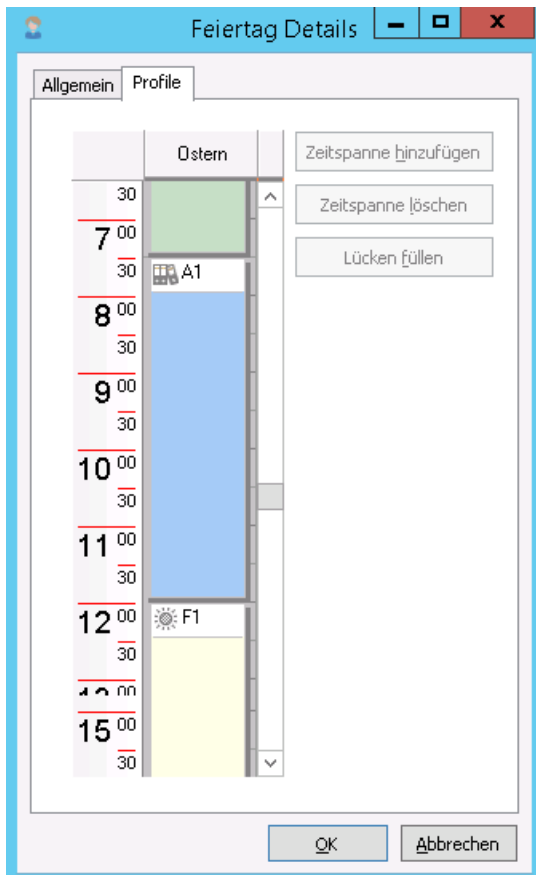 Feiertag Details
Allgemein Profile
Ostern
Zeitspanne hinzufügen
Zeitspanne löschen
Lücken füllen
30
7 00
30 A1
8 00
30
9 00
30
10 00
30
11 00
30
12 00 F1
30
00
15 00
30
OK Abbrechen